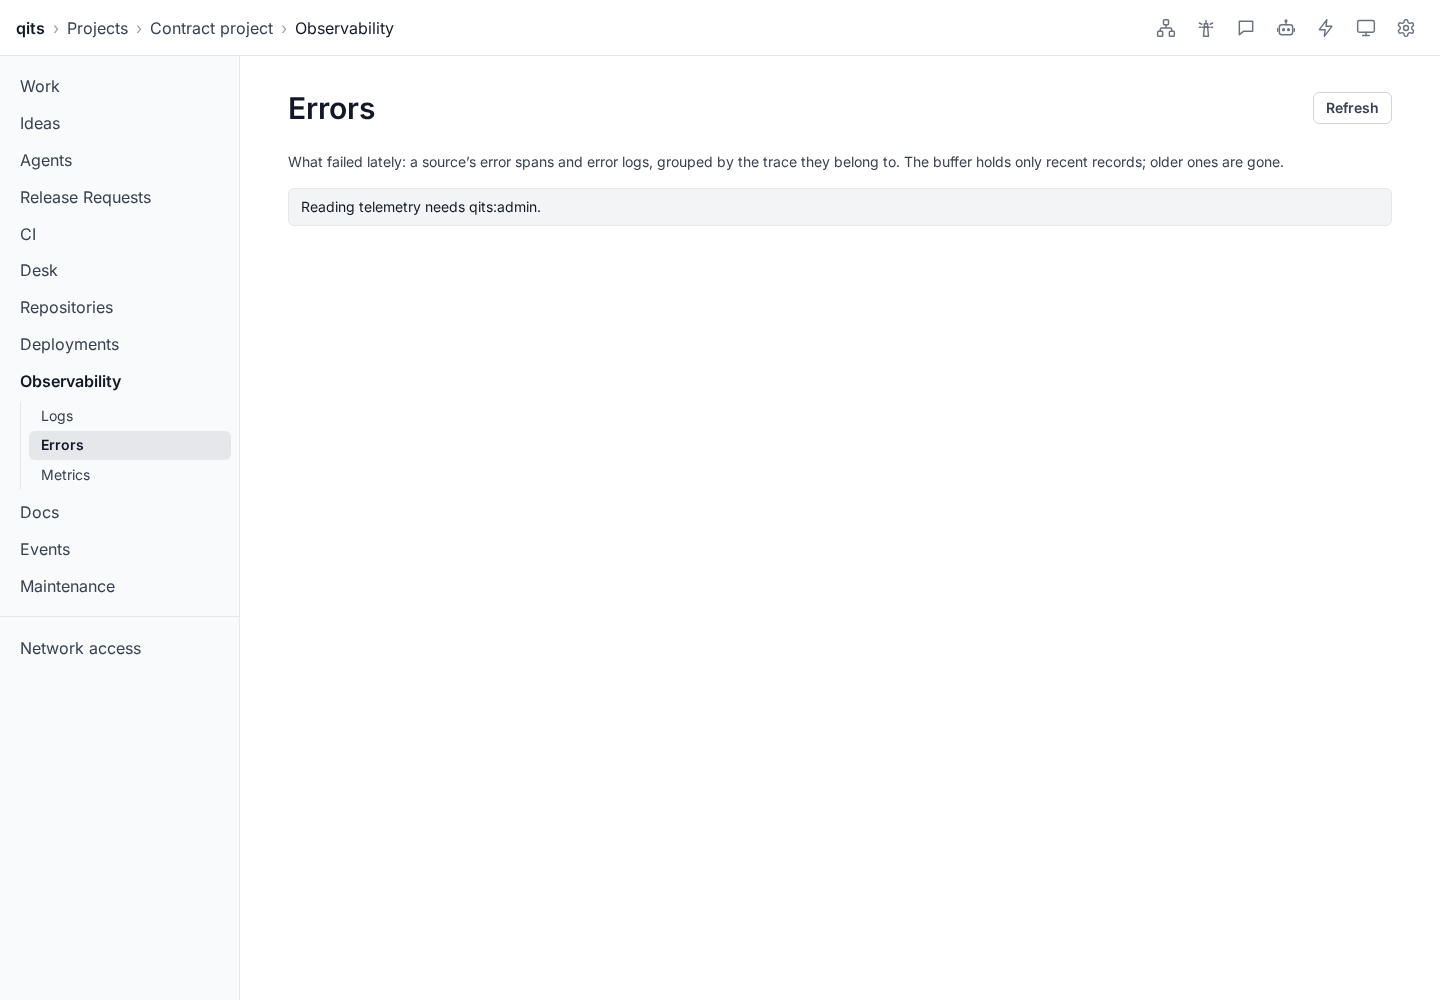 qits › Projects › Contract project › Observability
Work
Ideas
Agents
Release Requests
CI
Desk
Repositories
Deployments
Observability
Logs
Errors
Metrics
Docs
Events
Maintenance
Network access
Errors
Refresh
What failed lately: a source’s error spans and error logs, grouped by the trace they belong to. The buffer holds only recent records; older ones are gone.
Reading telemetry needs qits:admin.